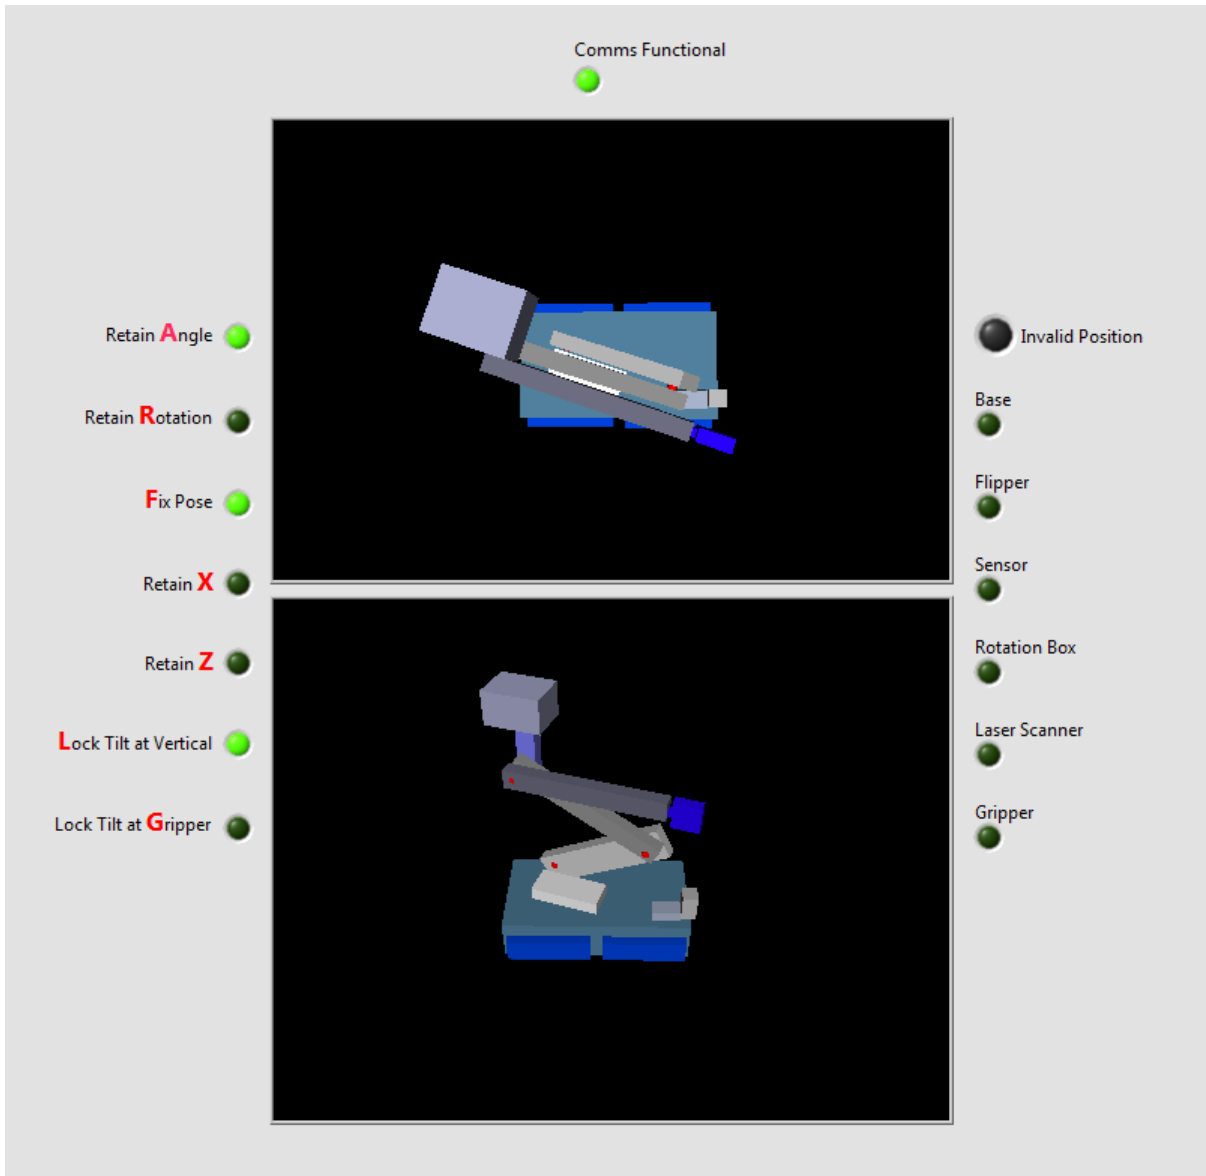 Comms Functional
Retain Angle
Retain Rotation
Fix Pose
Retain X
Retain Z
Lock Tilt at Vertical
Lock Tilt at Gripper
Invalid Position
Base
Flipper
Sensor
Rotation Box
Laser Scanner
Gripper